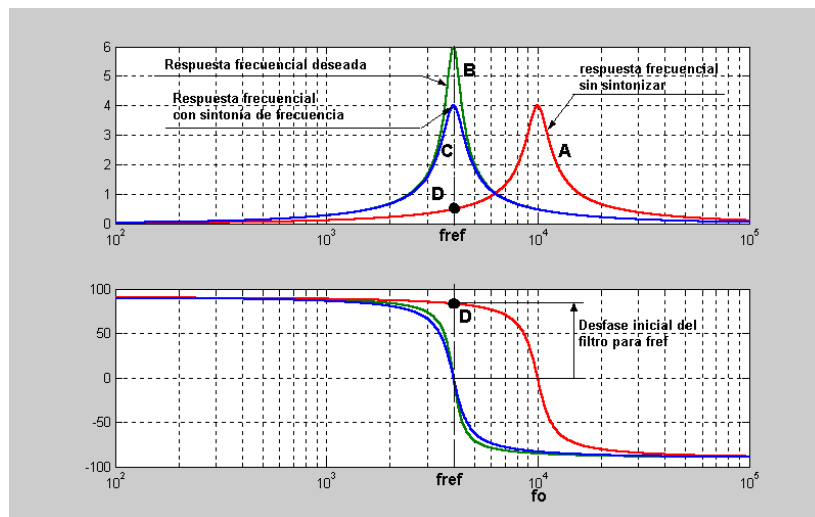 6
5
4
3
2
1
0
Respuesta frecuencial deseada
B
respuesta frecuencial
sin sintonizar
Respuesta frecuencial
con sintonía de frecuencia
C
A
D
10^2
10^3
fref
10^4
10^5
100
50
0
-50
-100
D
Desfase inicial del
filtro para fref
10^2
10^3
fref
10^4
fo
10^5